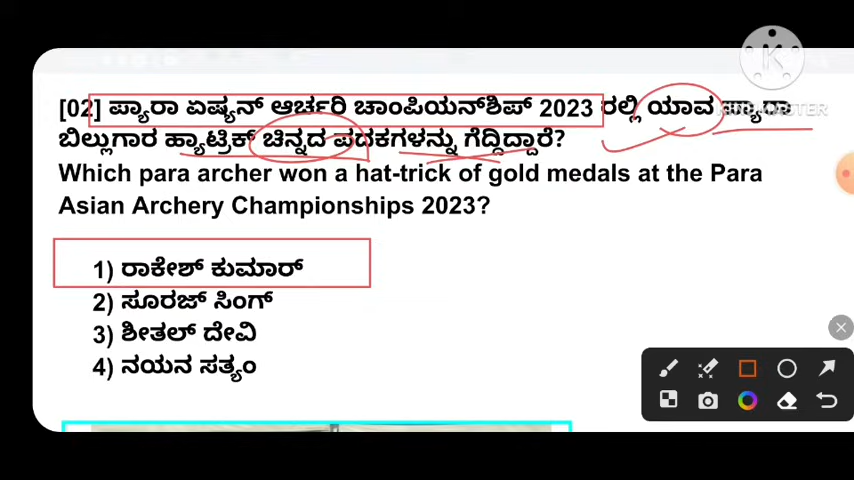 [02] ಪ್ಯಾರಾ ಏಷ್ಯನ್ ಆರ್ಚರಿ ಚಾಂಪಿಯನ್‌ಶಿಪ್ 2023 ರಲ್ಲಿ ಯಾವ ಪ್ಯಾರಾ
ಬಿಲ್ಲುಗಾರ ಹ್ಯಾಟ್ರಿಕ್ ಚಿನ್ನದ ಪದಕಗಳನ್ನು ಗೆದ್ದಿದ್ದಾರೆ?
Which para archer won a hat-trick of gold medals at the Para
Asian Archery Championships 2023?
1) ರಾಕೇಶ್ ಕುಮಾರ್
2) ಸೂರಜ್ ಸಿಂಗ್
3) ಶೀತಲ್ ದೇವಿ
4) ನಯನ ಸತ್ಯಂ